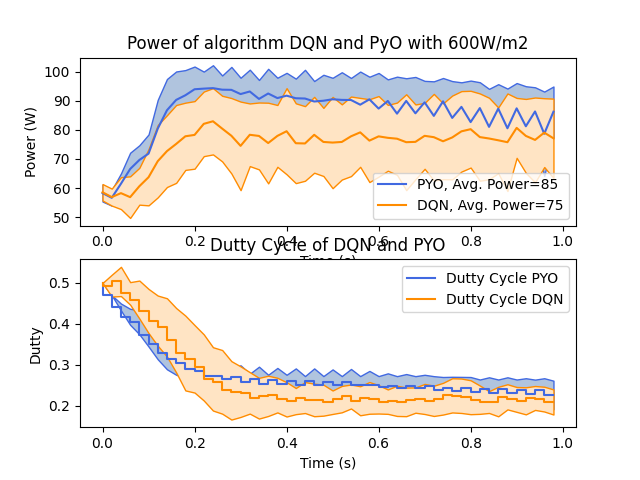 Power of algorithm DQN and PyO with 600W/m2
Power (W)
100
90
80
70
60
50
PYO, Avg. Power=85
DQN, Avg. Power=75
0.0 0.2 0.4 0.6 0.8 1.0
Time (s)
Dutty Cycle of DQN and PYO
Dutty
0.5
0.4
0.3
0.2
Dutty Cycle PYO
Dutty Cycle DQN
0.0 0.2 0.4 0.6 0.8 1.0
Time (s)